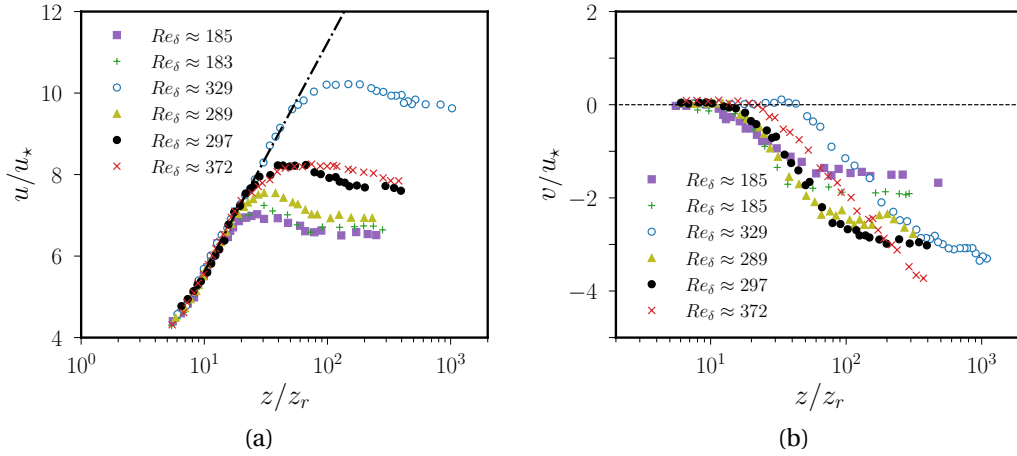 12
10
8
6
4
u/u⋆
Re_δ ≈ 185
Re_δ ≈ 183
Re_δ ≈ 329
Re_δ ≈ 289
Re_δ ≈ 297
Re_δ ≈ 372
10^0
10^1
10^2
10^3
z/z_r
(a)
2
0
−2
−4
v/u⋆
Re_δ ≈ 185
Re_δ ≈ 185
Re_δ ≈ 329
Re_δ ≈ 289
Re_δ ≈ 297
Re_δ ≈ 372
10^1
10^2
10^3
z/z_r
(b)